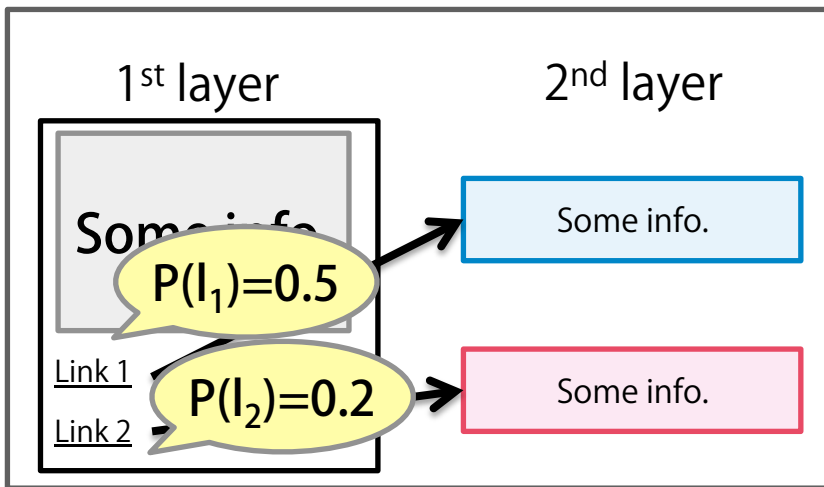 1st layer
2nd layer
Some info
Some info.
P(l1)=0.5
Link 1
P(l2)=0.2
Some info.
Link 2